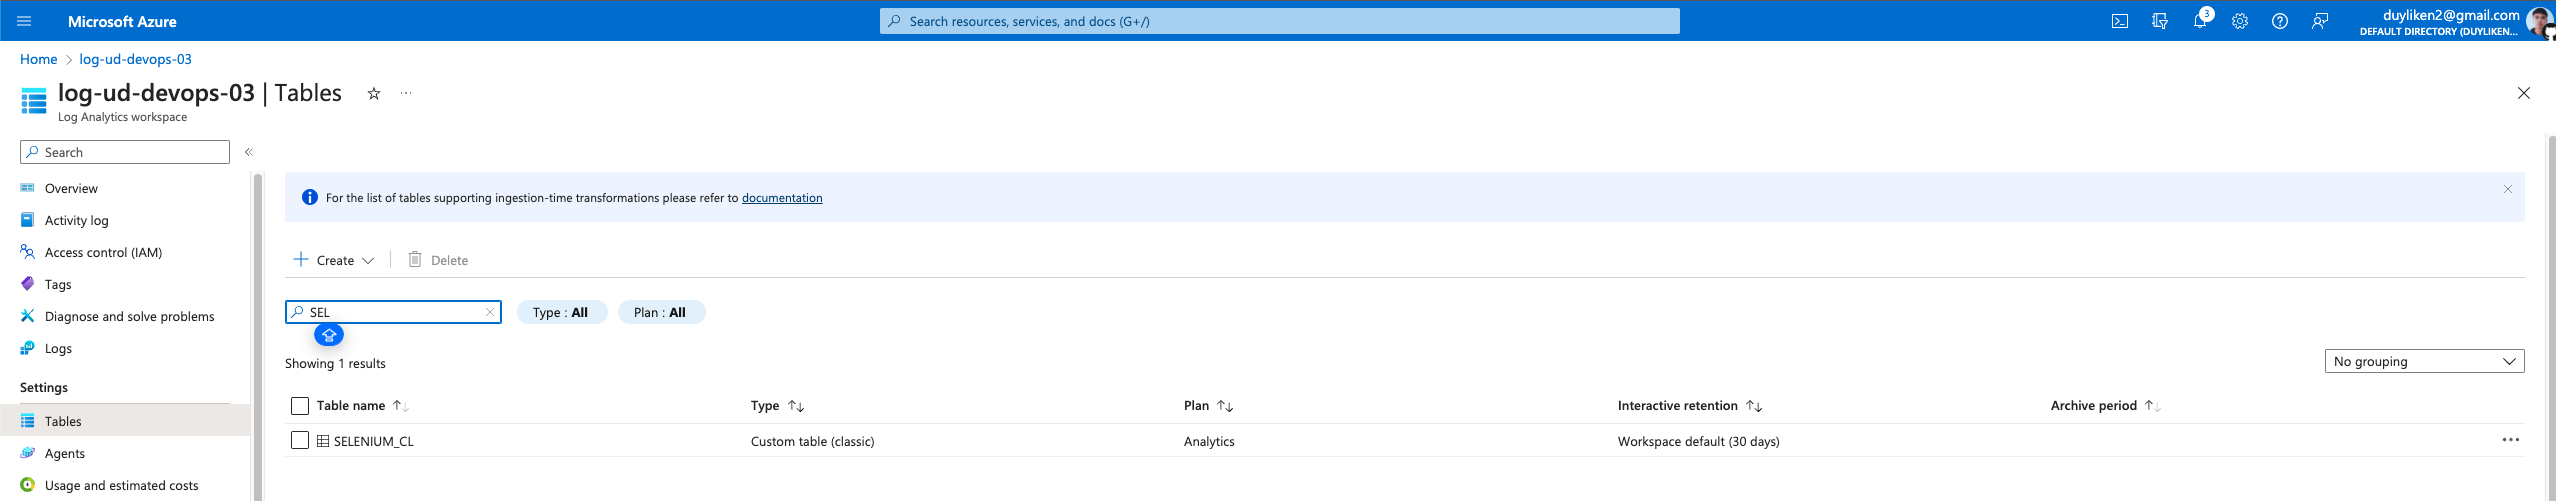 Microsoft Azure
Search resources, services, and docs (G+/)
3
duyliken2@gmail.com
DEFAULT DIRECTORY (DUYLIKEN...
Home > log-ud-devops-03
log-ud-devops-03 | Tables
Log Analytics workspace
Search
Overview
Activity log
Access control (IAM)
Tags
Diagnose and solve problems
Logs
Settings
Tables
Agents
Usage and estimated costs
For the list of tables supporting ingestion-time transformations please refer to documentation
Create
Delete
SEL
Type : All
Plan : All
Showing 1 results
No grouping
Table name Type Plan Interactive retention Archive period
SELENIUM_CL Custom table (classic) Analytics Workspace default (30 days)